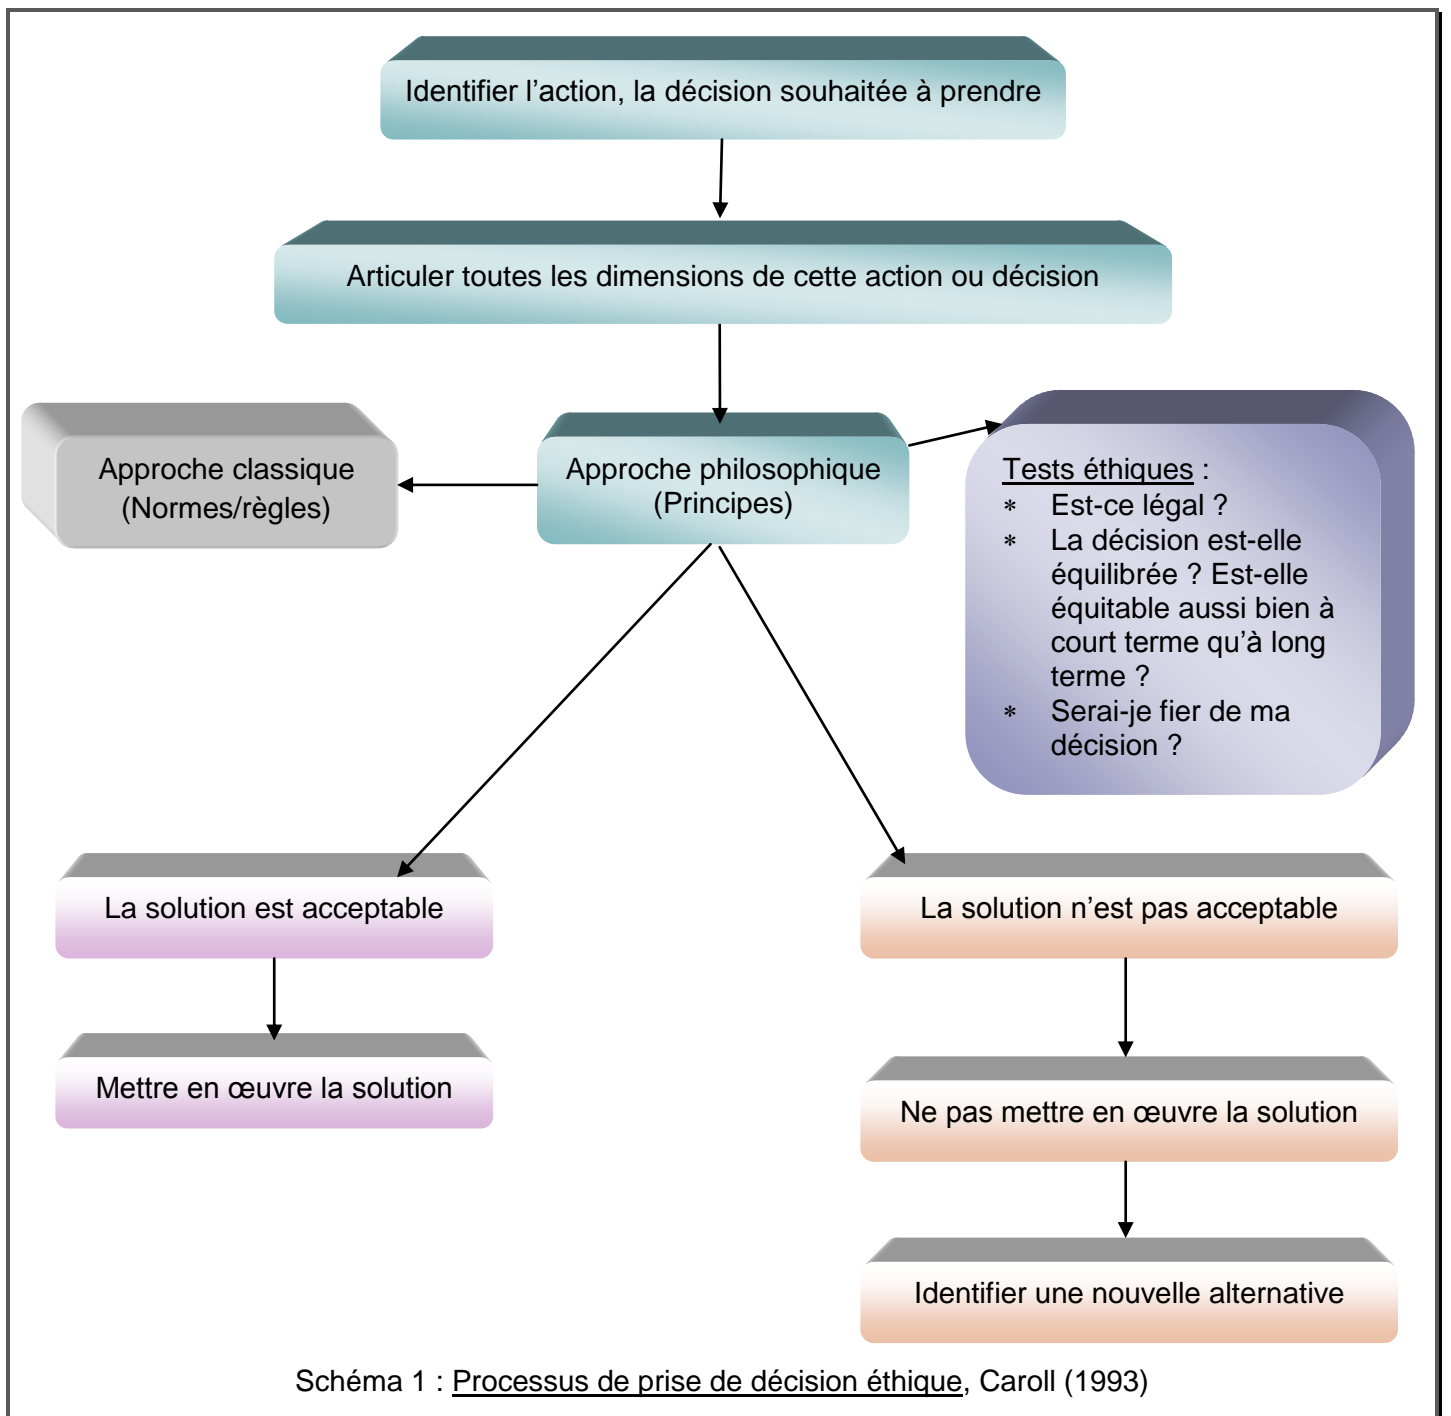 Identifier l’action, la décision souhaitée à prendre
Articuler toutes les dimensions de cette action ou décision
Approche classique
(Normes/règles)
Approche philosophique
(Principes)
Tests éthiques :
* Est-ce légal ?
* La décision est-elle
équilibrée ? Est-elle
équitable aussi bien à
court terme qu’à long
terme ?
* Serai-je fier de ma
décision ?
La solution est acceptable
La solution n’est pas acceptable
Mettre en œuvre la solution
Ne pas mettre en œuvre la solution
Identifier une nouvelle alternative
Schéma 1 : Processus de prise de décision éthique, Caroll (1993)